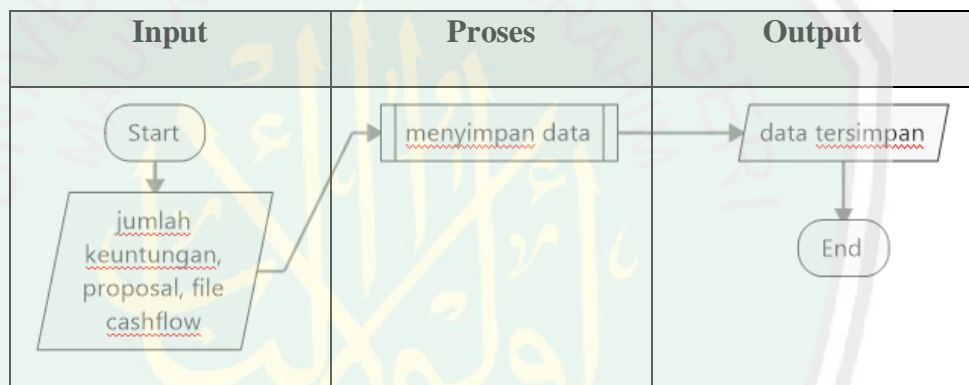 Input
Proses
Output
Start
jumlah
keuntungan,
proposal, file
cashflow
menyimpan data
data tersimpan
End